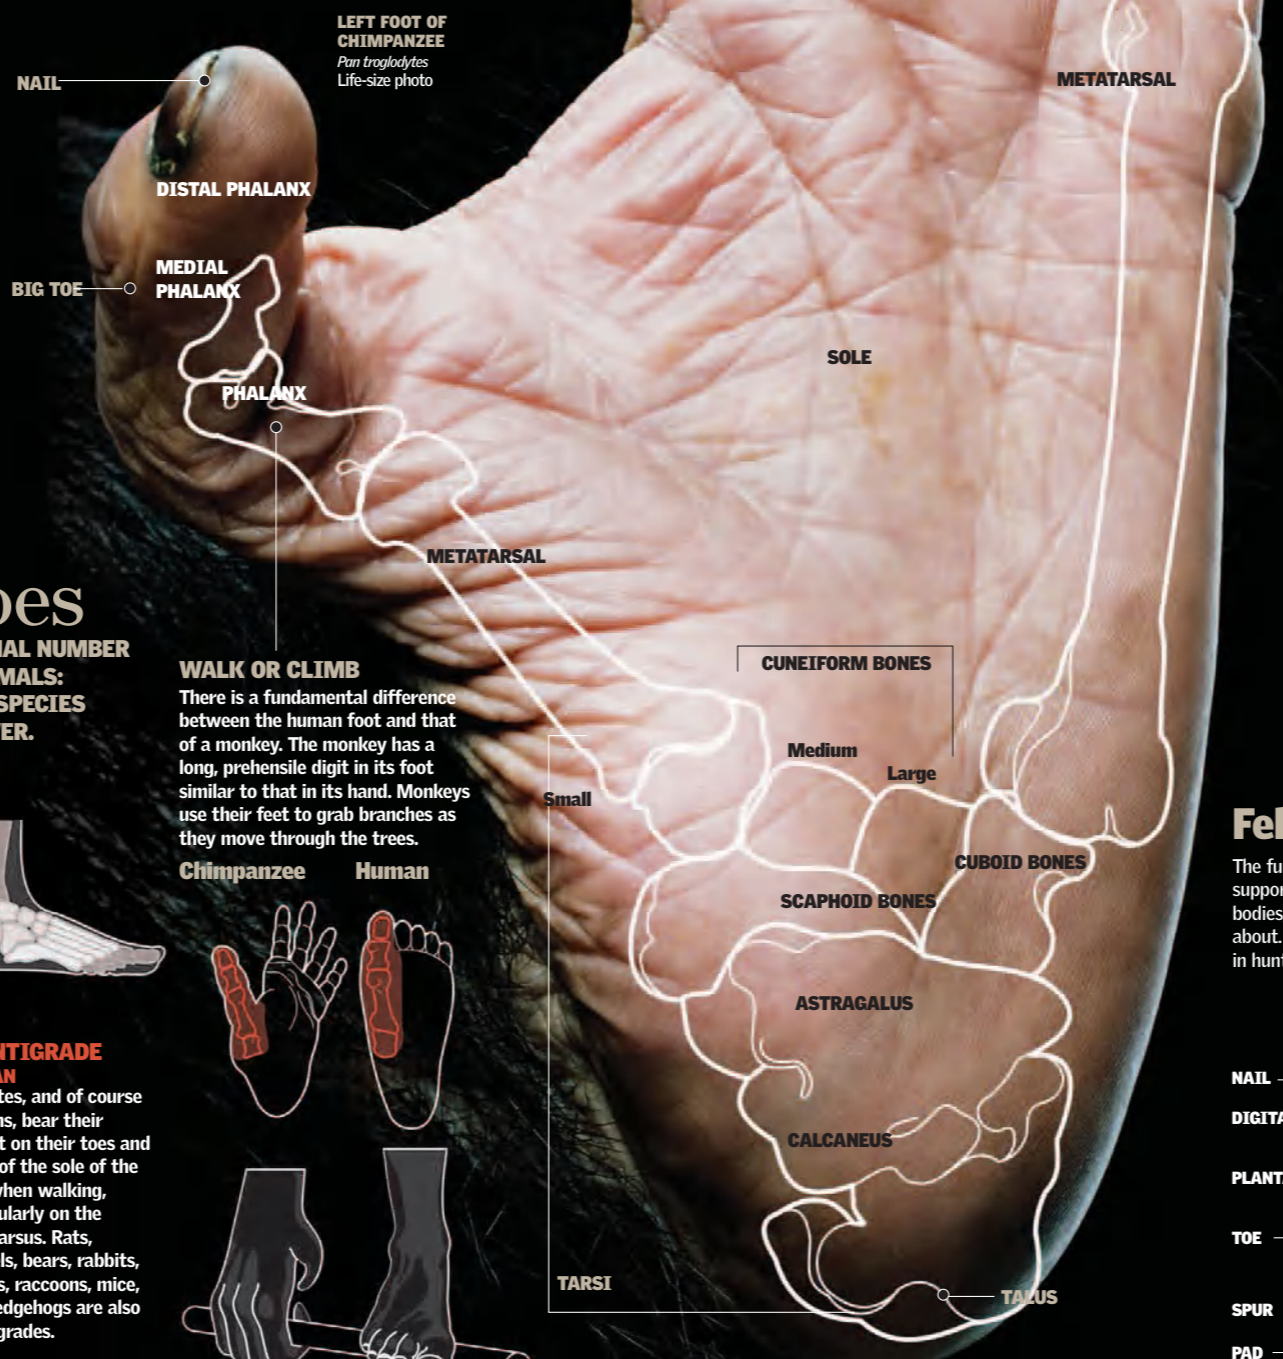 LEFT FOOT OF
CHIMPANZEE
Pan troglodytes
Life-size photo
NAIL
METATARSAL
DISTAL PHALANX
MEDIAL
PHALANX
BIG TOE
SOLE
PHALANX
METATARSAL
oes
IAL NUMBER
MALS:
SPECIES
ER.
WALK OR CLIMB
There is a fundamental difference
between the human foot and that
of a monkey. The monkey has a
long, prehensile digit in its foot
similar to that in its hand. Monkeys
use their feet to grab branches as
they move through the trees.
Chimpanzee
Human
CUNEIFORM BONES
Medium
Large
Small
CUBOID BONES
SCAPHOID BONES
ASTRAGALUS
CALCANEUS
TARSI
TALUS
NTIGRADE
AN
tes, and of course
ns, bear their
t on their toes and
of the sole of the
when walking,
ularly on the
arsus. Rats,
ls, bears, rabbits,
s, raccoons, mice,
edgehogs are also
grades.
Fel
The fu
suppor
bodies
about.
in hunt
NAIL
DIGITA
PLANT
TOE
SPUR
PAD